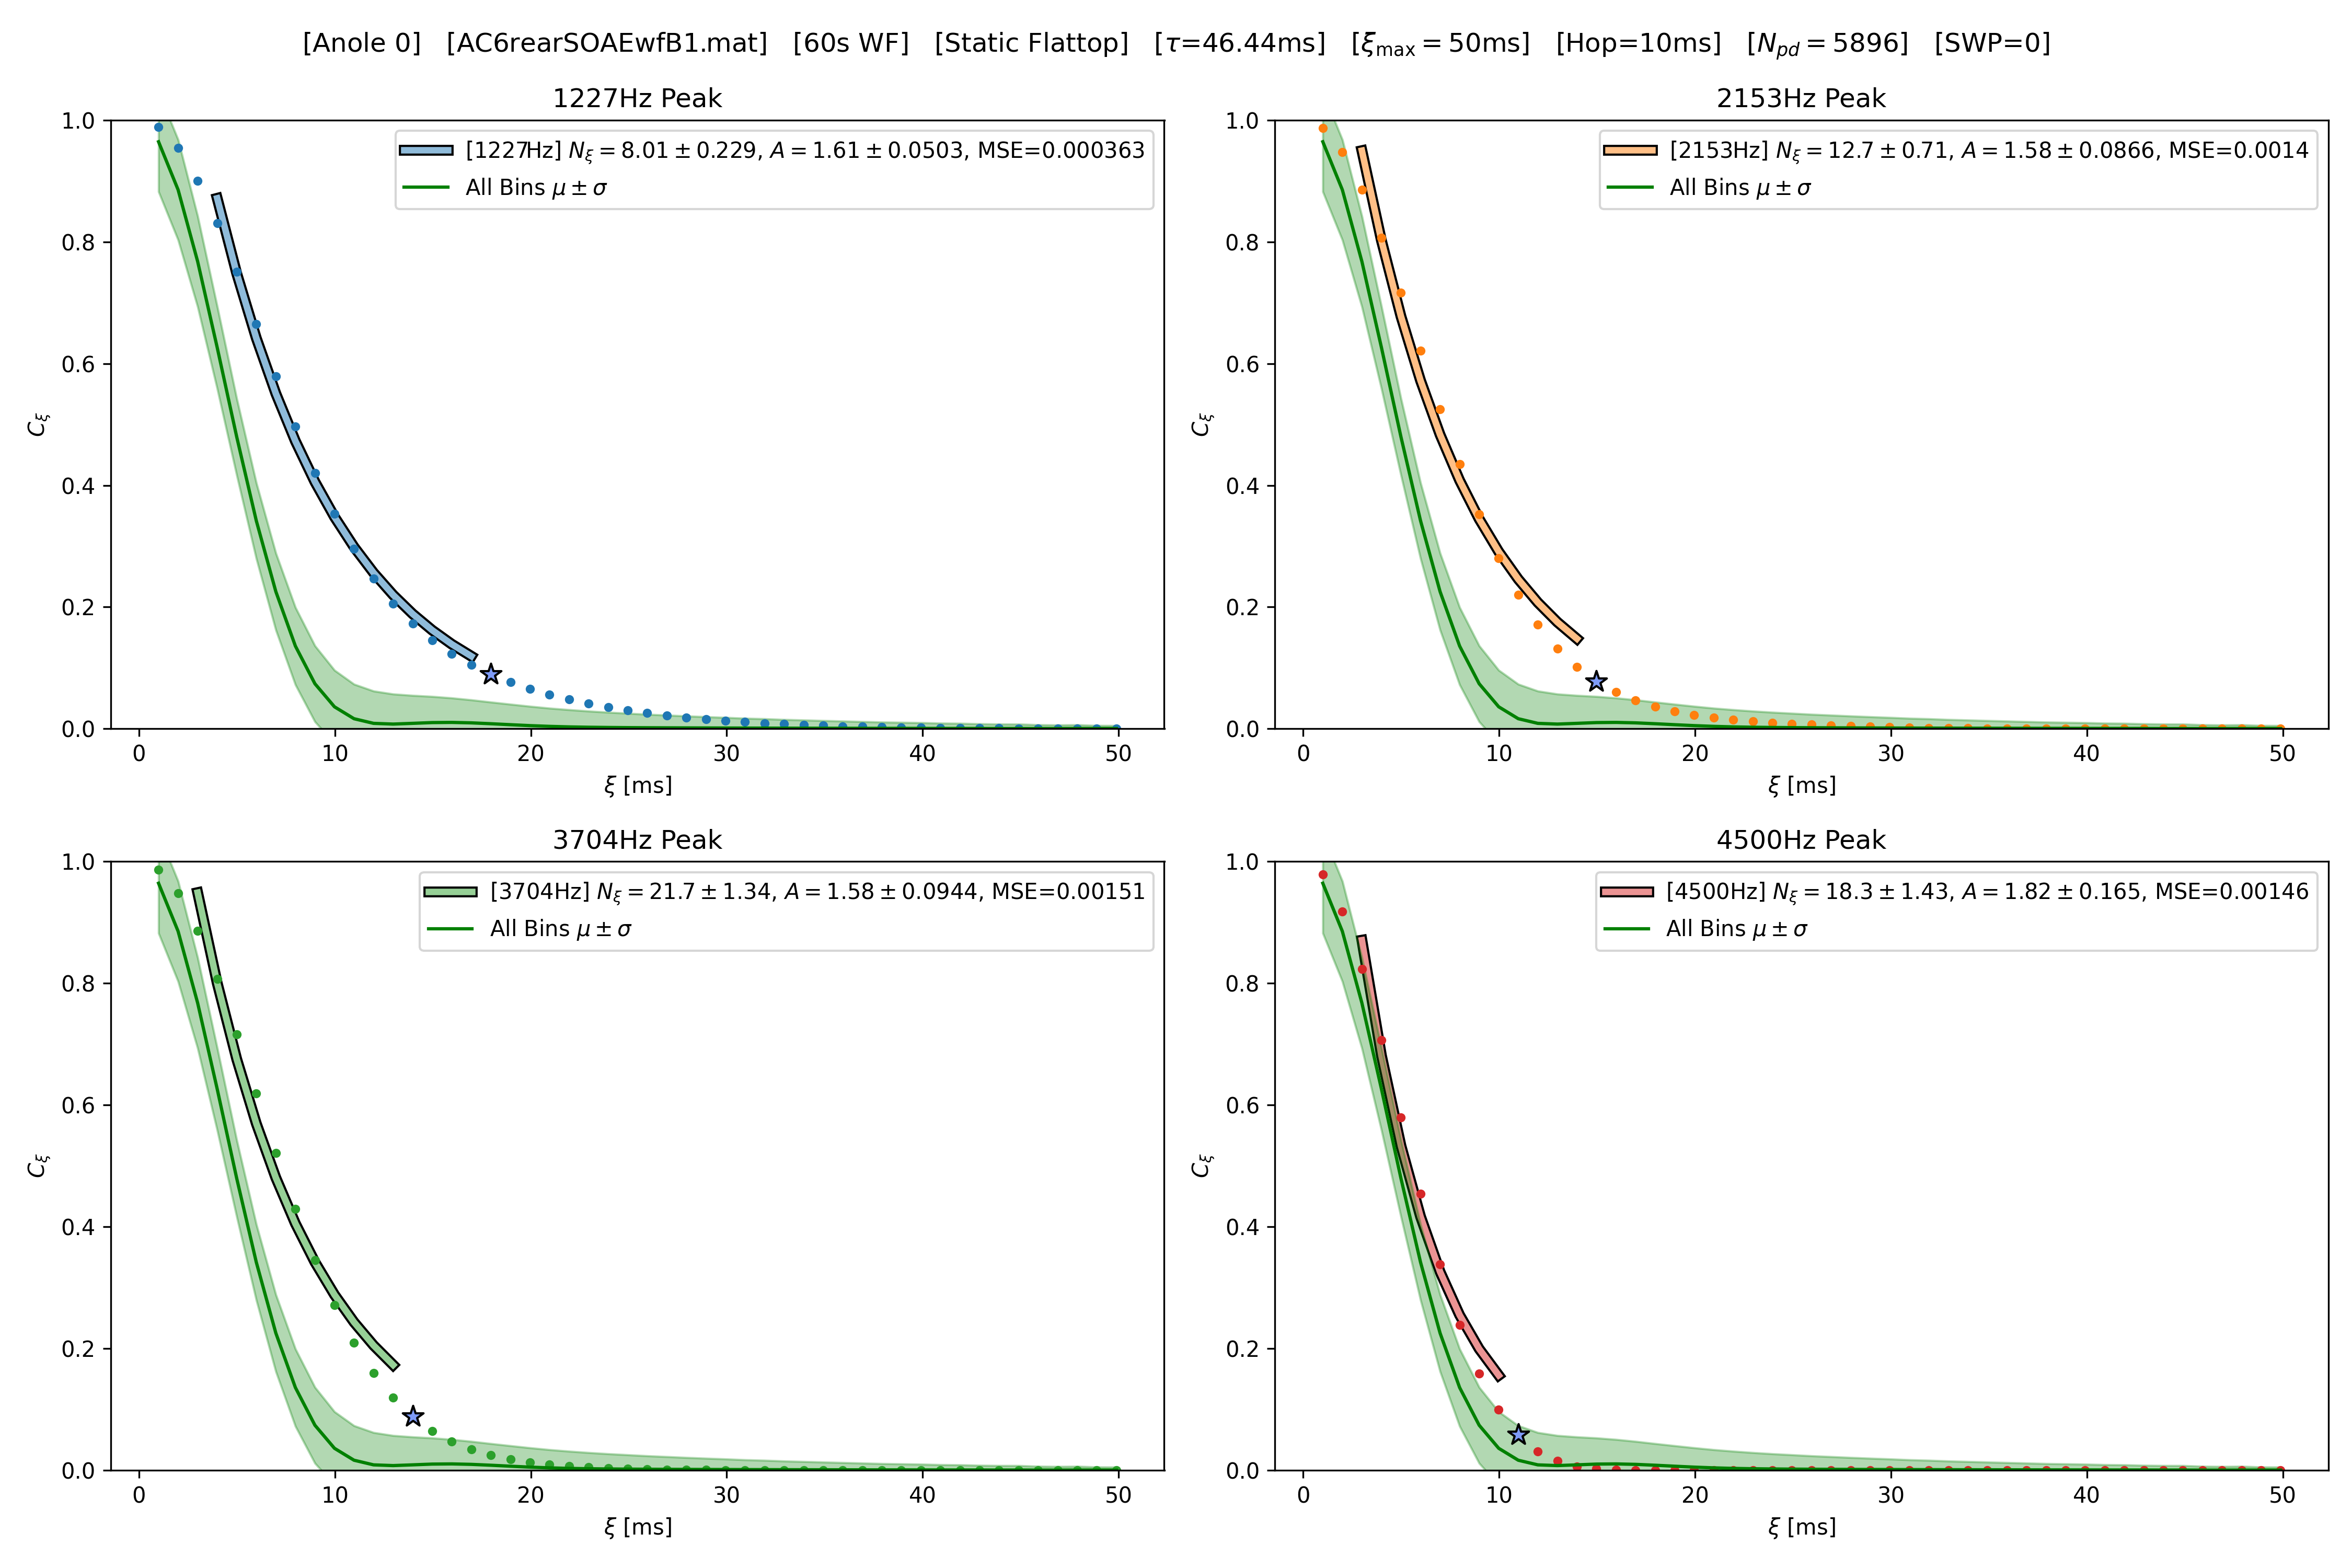 [Anole 0] [AC6rearSOAEwfB1.mat] [60s WF] [Static Flattop] [τ=46.44ms] [ξmax = 50ms] [Hop=10ms] [Npd = 5896] [SWP=0]
1227Hz Peak
[1227Hz] Nξ = 8.01 ± 0.229, A = 1.61 ± 0.0503, MSE=0.000363
All Bins μ ± σ
1.0
0.8
0.6
0.4
0.2
0.0
Cξ
0 10 20 30 40 50
ξ [ms]
2153Hz Peak
[2153Hz] Nξ = 12.7 ± 0.71, A = 1.58 ± 0.0866, MSE=0.0014
All Bins μ ± σ
1.0
0.8
0.6
0.4
0.2
0.0
Cξ
0 10 20 30 40 50
ξ [ms]
3704Hz Peak
[3704Hz] Nξ = 21.7 ± 1.34, A = 1.58 ± 0.0944, MSE=0.00151
All Bins μ ± σ
1.0
0.8
0.6
0.4
0.2
0.0
Cξ
0 10 20 30 40 50
ξ [ms]
4500Hz Peak
[4500Hz] Nξ = 18.3 ± 1.43, A = 1.82 ± 0.165, MSE=0.00146
All Bins μ ± σ
1.0
0.8
0.6
0.4
0.2
0.0
Cξ
0 10 20 30 40 50
ξ [ms]